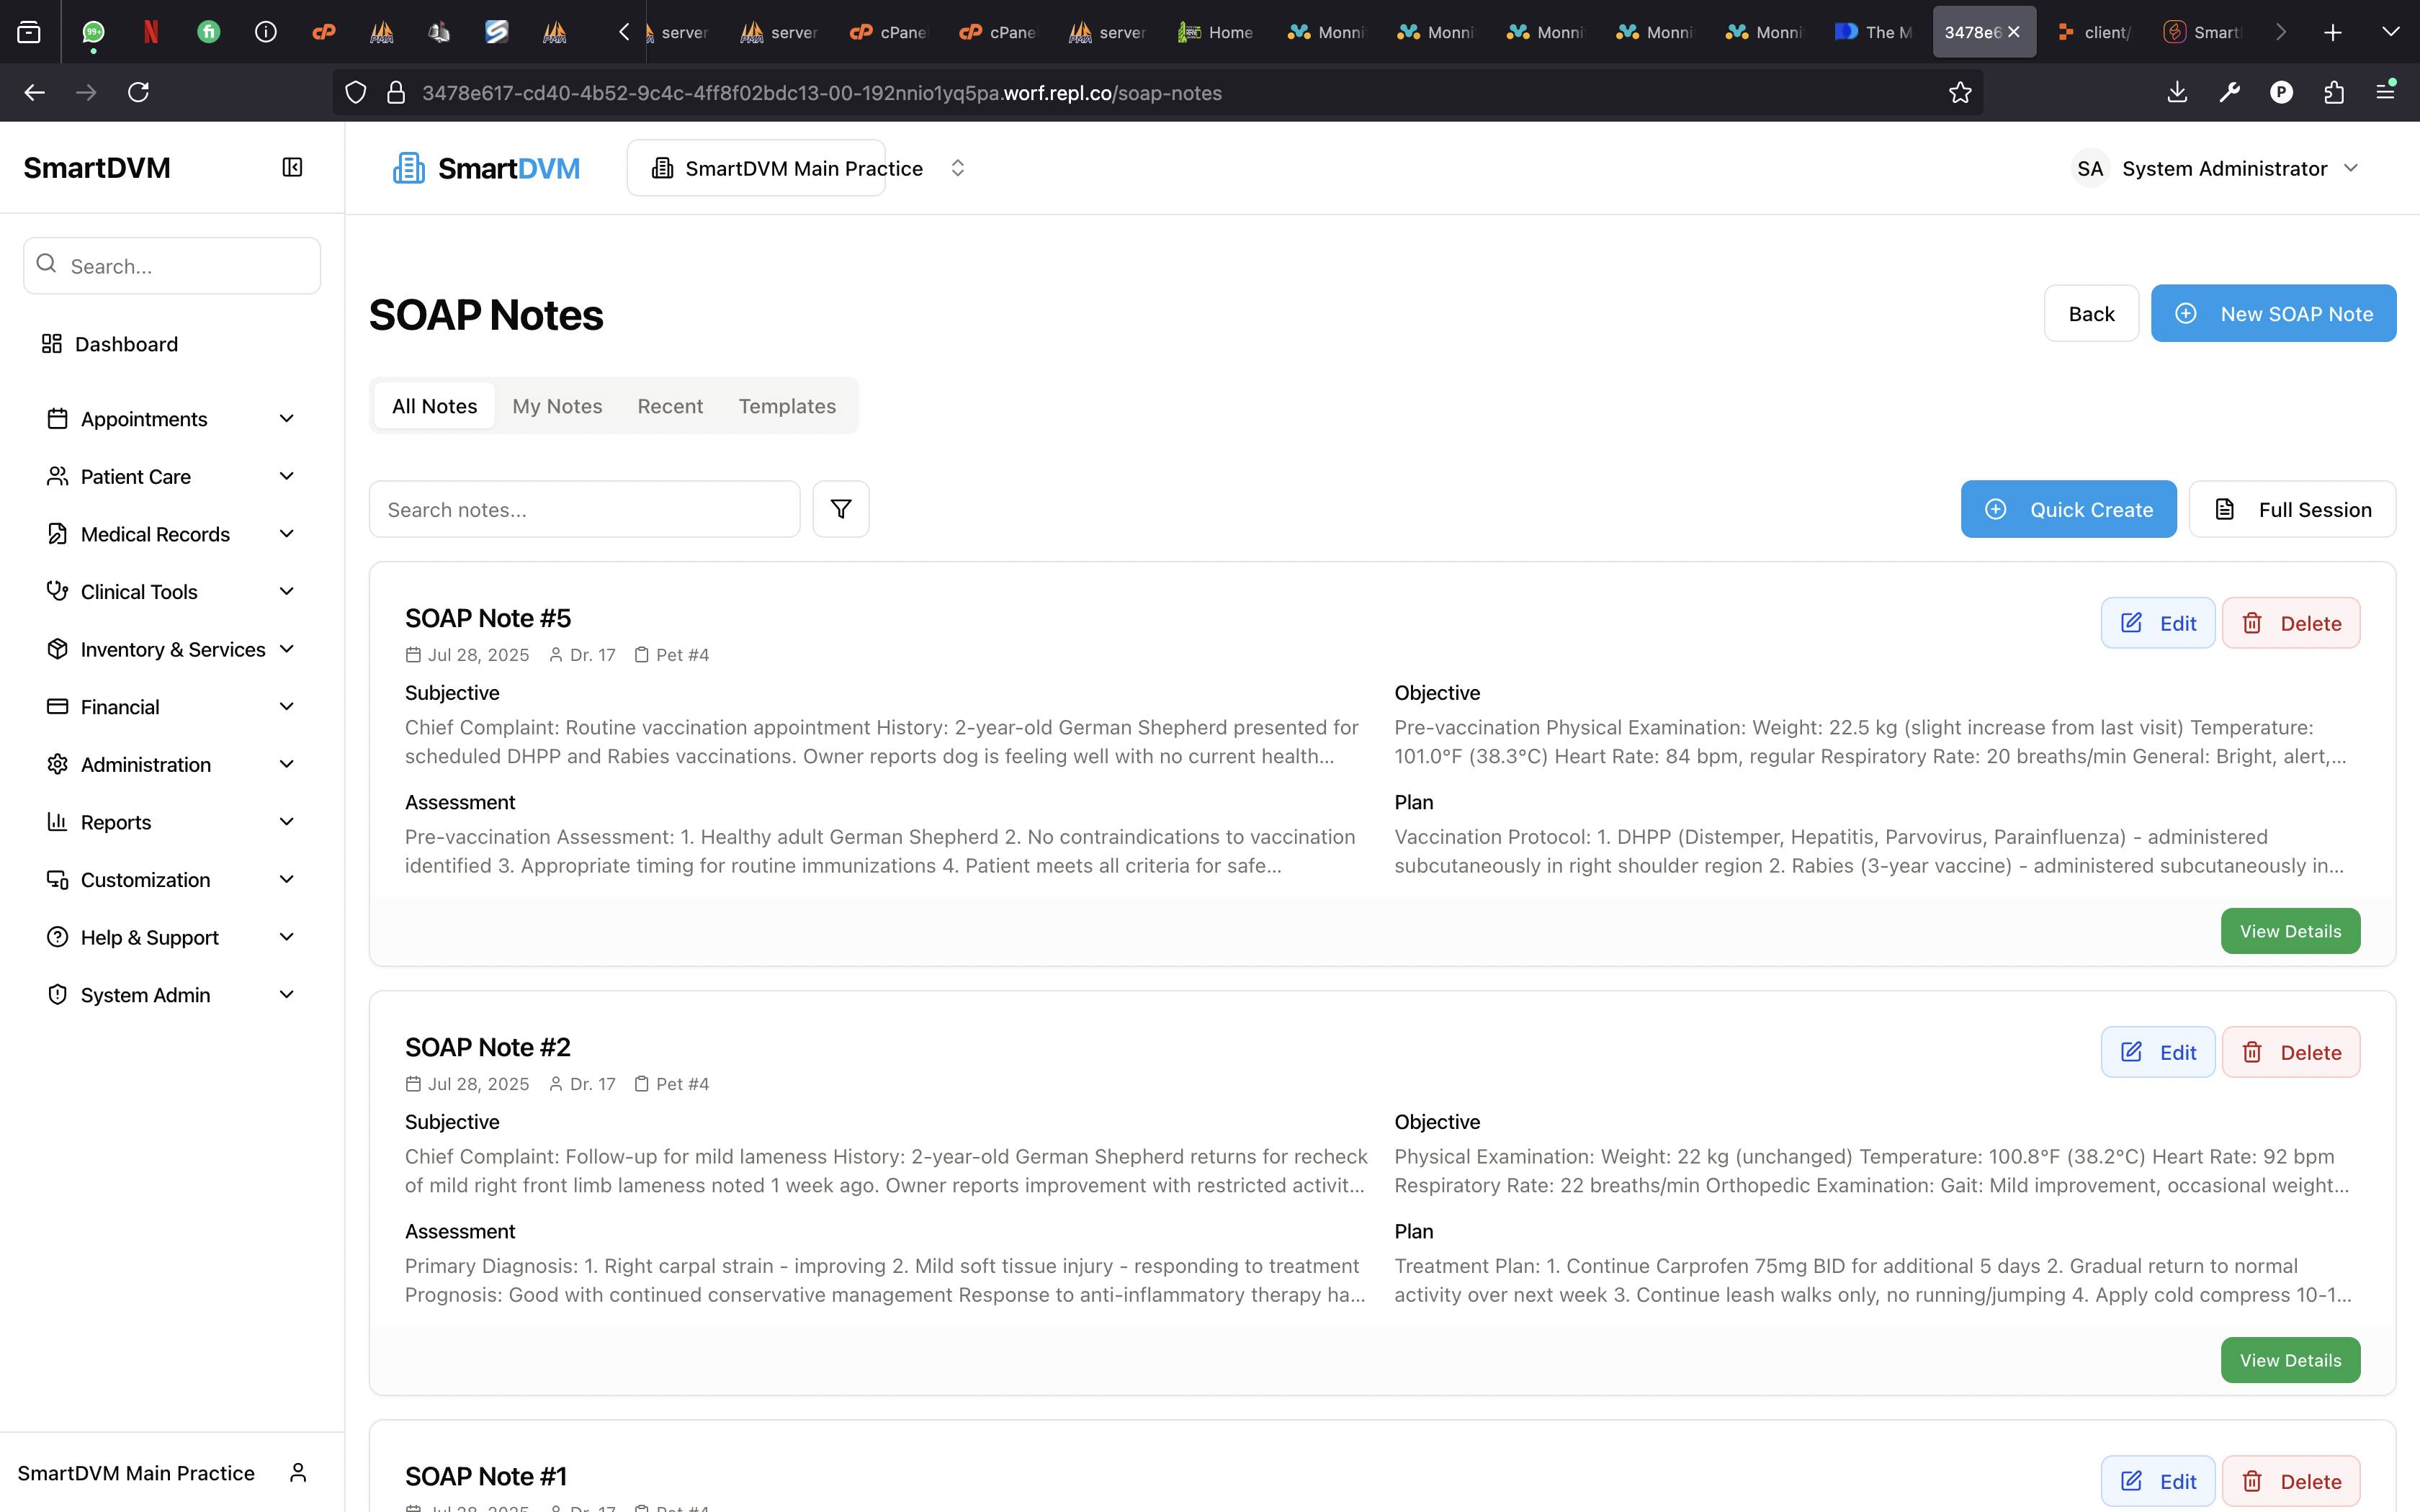 99+
server
server
cPane
cPane
server
Home
Monni
Monni
Monni
Monni
Monni
The M
3478e6
client/
Smart
3478e617-cd40-4b52-9c4c-4ff8f02bdc13-00-192nnio1yq5pa.worf.repl.co/soap-notes
SmartDVM
SmartDVM
SmartDVM Main Practice
SA System Administrator
Search...
Dashboard
Appointments
Patient Care
Medical Records
Clinical Tools
Inventory & Services
Financial
Administration
Reports
Customization
Help & Support
System Admin
SmartDVM Main Practice
SOAP Notes
Back
New SOAP Note
All Notes
My Notes
Recent
Templates
Search notes...
Quick Create
Full Session
SOAP Note #5
Edit
Delete
Jul 28, 2025 Dr. 17 Pet #4
Subjective
Chief Complaint: Routine vaccination appointment History: 2-year-old German Shepherd presented for
scheduled DHPP and Rabies vaccinations. Owner reports dog is feeling well with no current health...
Objective
Pre-vaccination Physical Examination: Weight: 22.5 kg (slight increase from last visit) Temperature:
101.0°F (38.3°C) Heart Rate: 84 bpm, regular Respiratory Rate: 20 breaths/min General: Bright, alert,...
Assessment
Pre-vaccination Assessment: 1. Healthy adult German Shepherd 2. No contraindications to vaccination
identified 3. Appropriate timing for routine immunizations 4. Patient meets all criteria for safe...
Plan
Vaccination Protocol: 1. DHPP (Distemper, Hepatitis, Parvovirus, Parainfluenza) - administered
subcutaneously in right shoulder region 2. Rabies (3-year vaccine) - administered subcutaneously in...
View Details
SOAP Note #2
Edit
Delete
Jul 28, 2025 Dr. 17 Pet #4
Subjective
Chief Complaint: Follow-up for mild lameness History: 2-year-old German Shepherd returns for recheck
of mild right front limb lameness noted 1 week ago. Owner reports improvement with restricted activit...
Objective
Physical Examination: Weight: 22 kg (unchanged) Temperature: 100.8°F (38.2°C) Heart Rate: 92 bpm
Respiratory Rate: 22 breaths/min Orthopedic Examination: Gait: Mild improvement, occasional weight...
Assessment
Primary Diagnosis: 1. Right carpal strain - improving 2. Mild soft tissue injury - responding to treatment
Prognosis: Good with continued conservative management Response to anti-inflammatory therapy ha...
Plan
Treatment Plan: 1. Continue Carprofen 75mg BID for additional 5 days 2. Gradual return to normal
activity over next week 3. Continue leash walks only, no running/jumping 4. Apply cold compress 10-1...
View Details
SOAP Note #1
Edit
Delete
Jul 28, 2025 Dr. 17 Pet #4